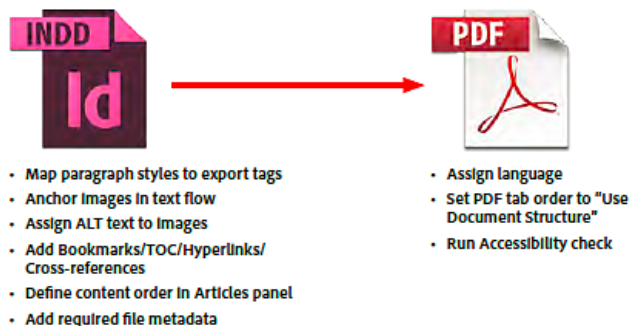 INDD
Id
• Map paragraph styles to export tags
• Anchor images in text flow
• Assign ALT text to images
• Add Bookmarks/TOC/Hyperlinks/
Cross-references
• Define content order in Articles panel
• Add required file metadata
PDF
• Assign language
• Set PDF tab order to "Use
Document Structure"
• Run Accessibility check